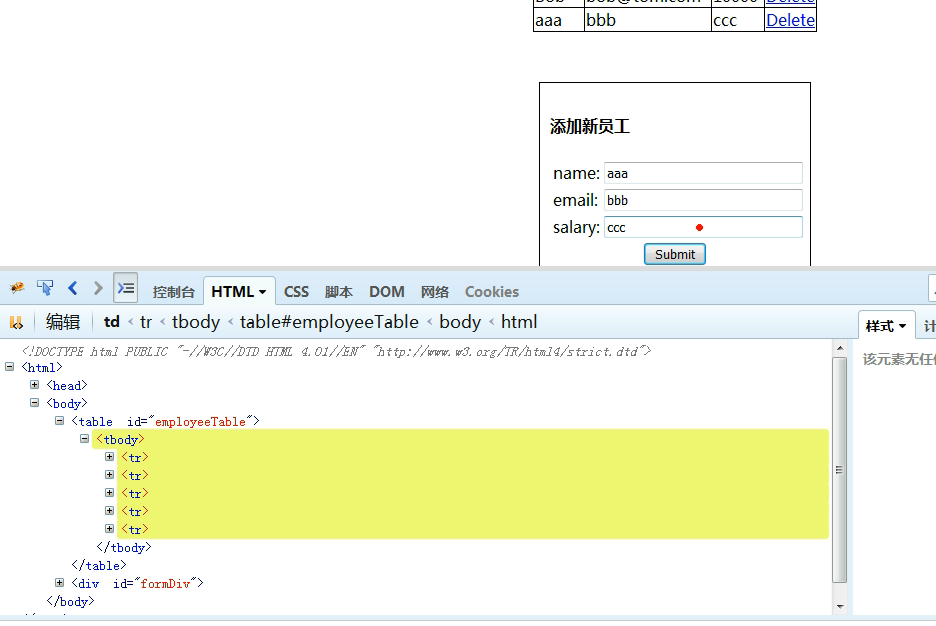 aaa bbb ccc Delete
添加新员工
name: aaa
email: bbb
salary: ccc
Submit
控制台 HTML CSS 脚本 DOM 网络 Cookies
编辑 td < tr < tbody < table#employeeTable < body < html
样式
<!DOCTYPE html PUBLIC "-//W3C//DTD HTML 4.01//EN" "http://www.w3.org/TR/html4/strict.dtd">
该元素无任
<html>
<head>
<body>
<table id="employeeTable">
<tbody>
<tr>
<tr>
<tr>
<tr>
<tr>
</tbody>
</table>
<div id="formDiv">
</body>